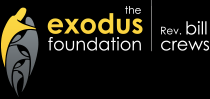 the
exodus
foundation
Rev. bill
crews